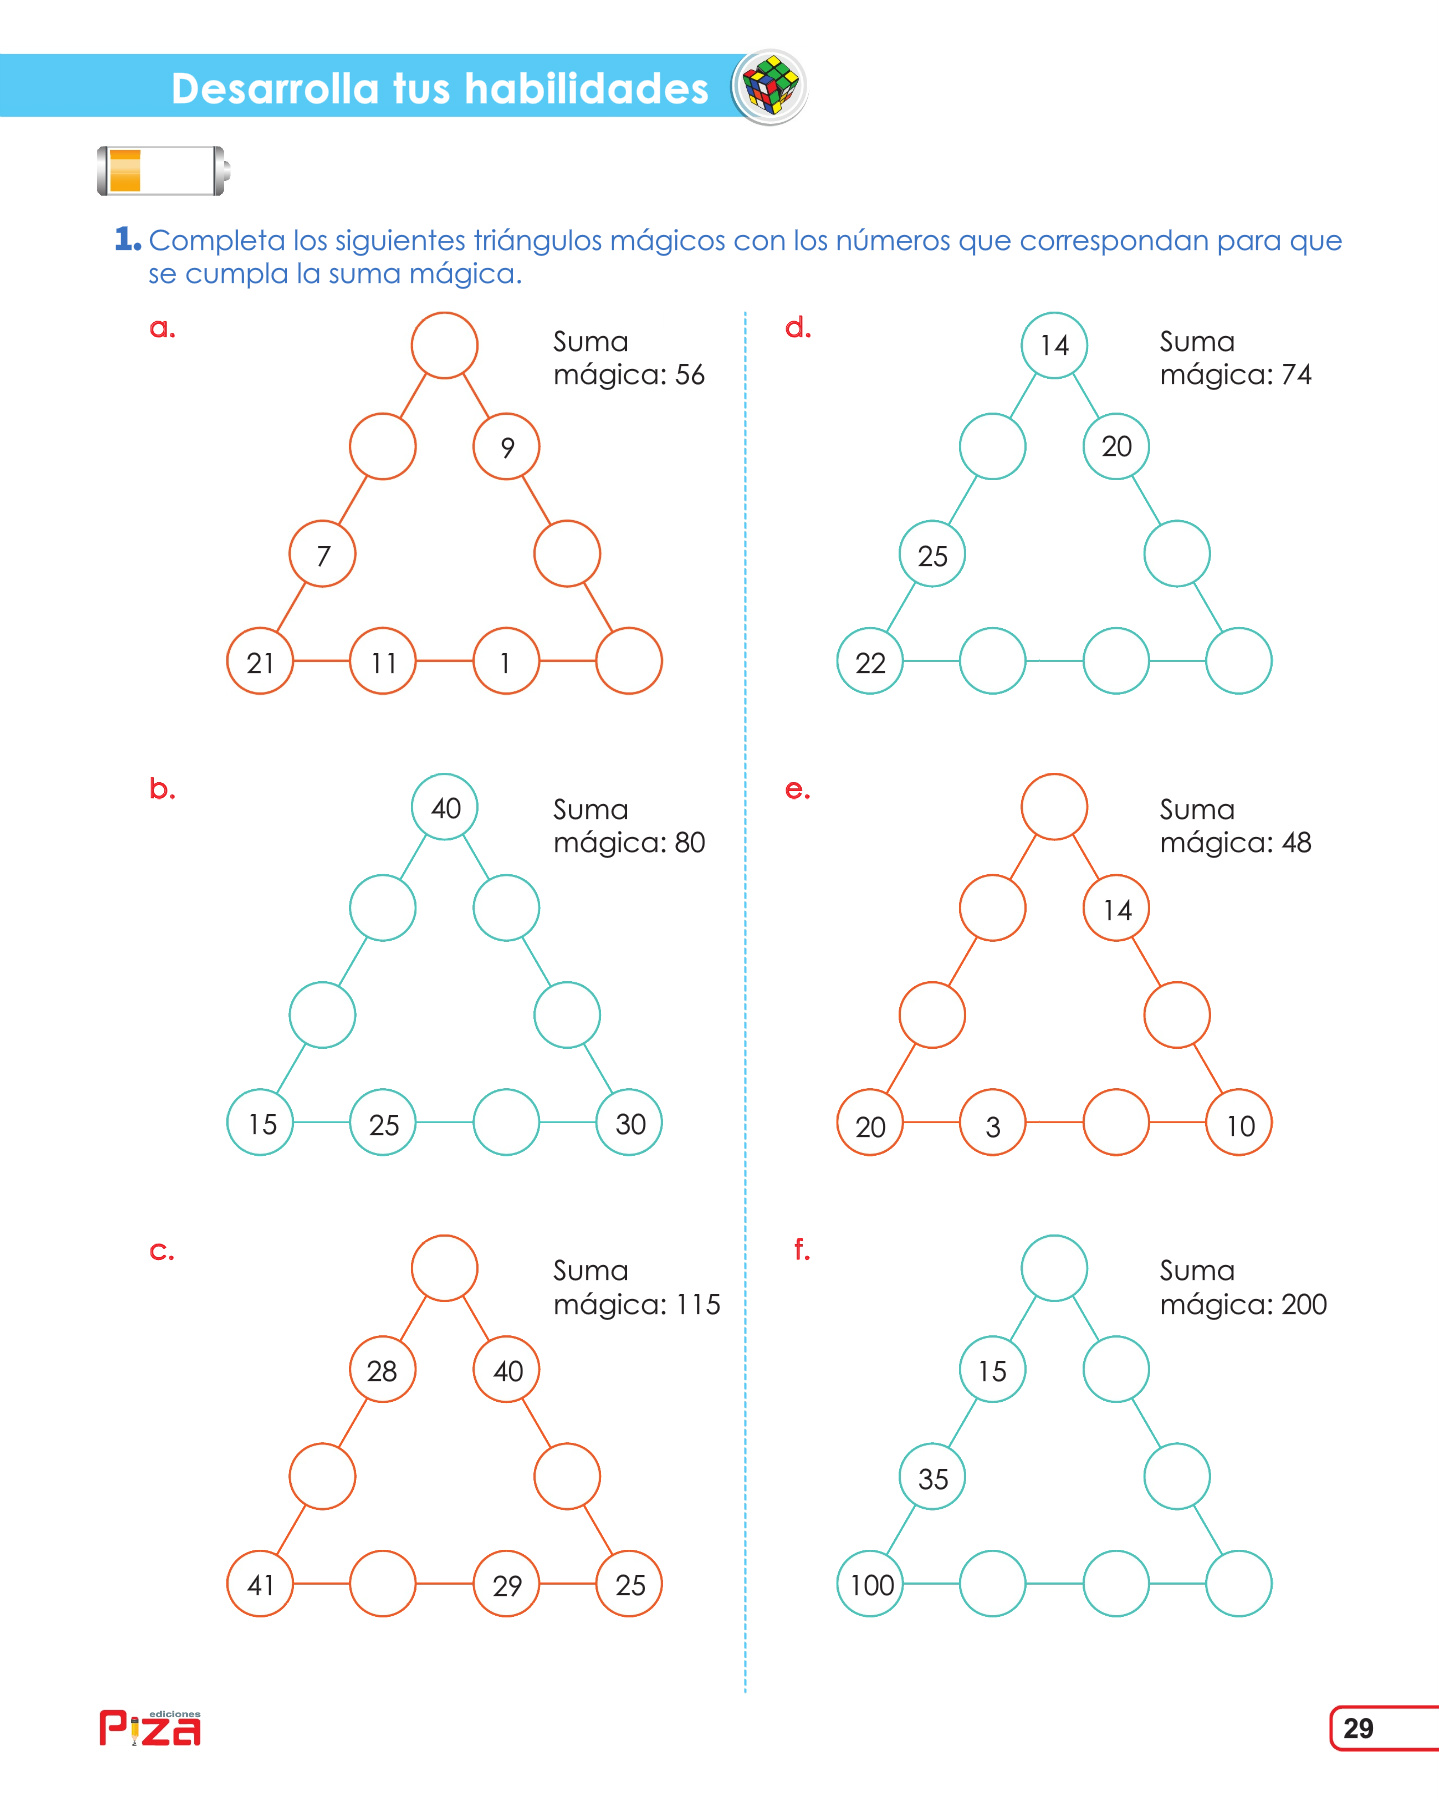 Desarrolla tus habilidades
1. Completa los siguientes triángulos mágicos con los números que correspondan para que
se cumpla la suma mágica.
a.
Suma
mágica: 56
9
7
21 11 1
b.
40
Suma
mágica: 80
15 25 30
c.
Suma
mágica: 115
28 40
41 29 25
d.
14
Suma
mágica: 74
20
25
22
e.
Suma
mágica: 48
14
20 3 10
f.
Suma
mágica: 200
15
35
100
ediciones
Piza
29